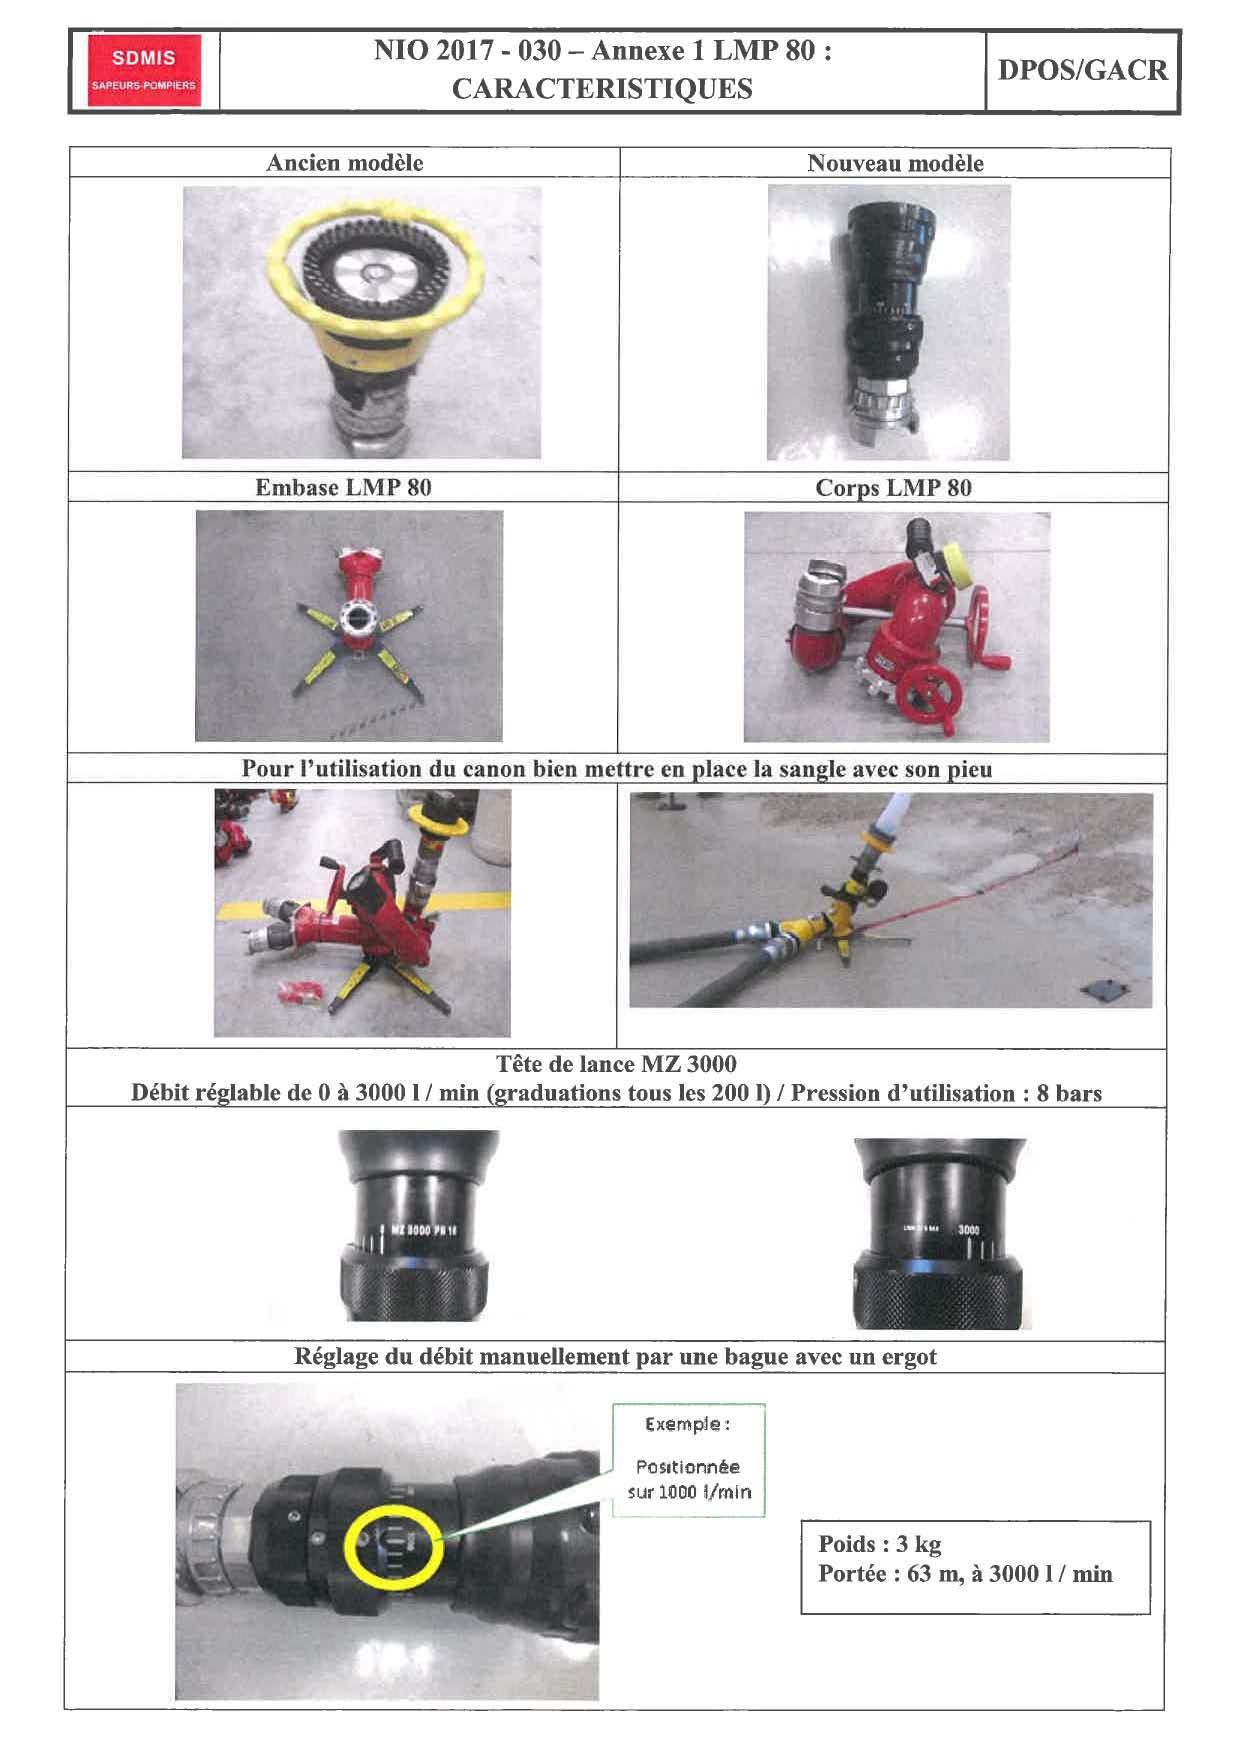 SDMIS
SAPEURS-POMPIERS
NIO 2017 - 030 – Annexe 1 LMP 80 :
CARACTERISTIQUES
DPOS/GACR
Ancien modèle
Nouveau modèle
Embase LMP 80
Corps LMP 80
Pour l'utilisation du canon bien mettre en place la sangle avec son pieu
Tête de lance MZ 3000
Débit réglable de 0 à 3000 l / min (graduations tous les 200 l) / Pression d'utilisation : 8 bars
MZ 3000 PN 16
3000
Réglage du débit manuellement par une bague avec un ergot
Exemple :
Positionnée
sur 1000 l/min
Poids : 3 kg
Portée : 63 m, à 3000 l / min